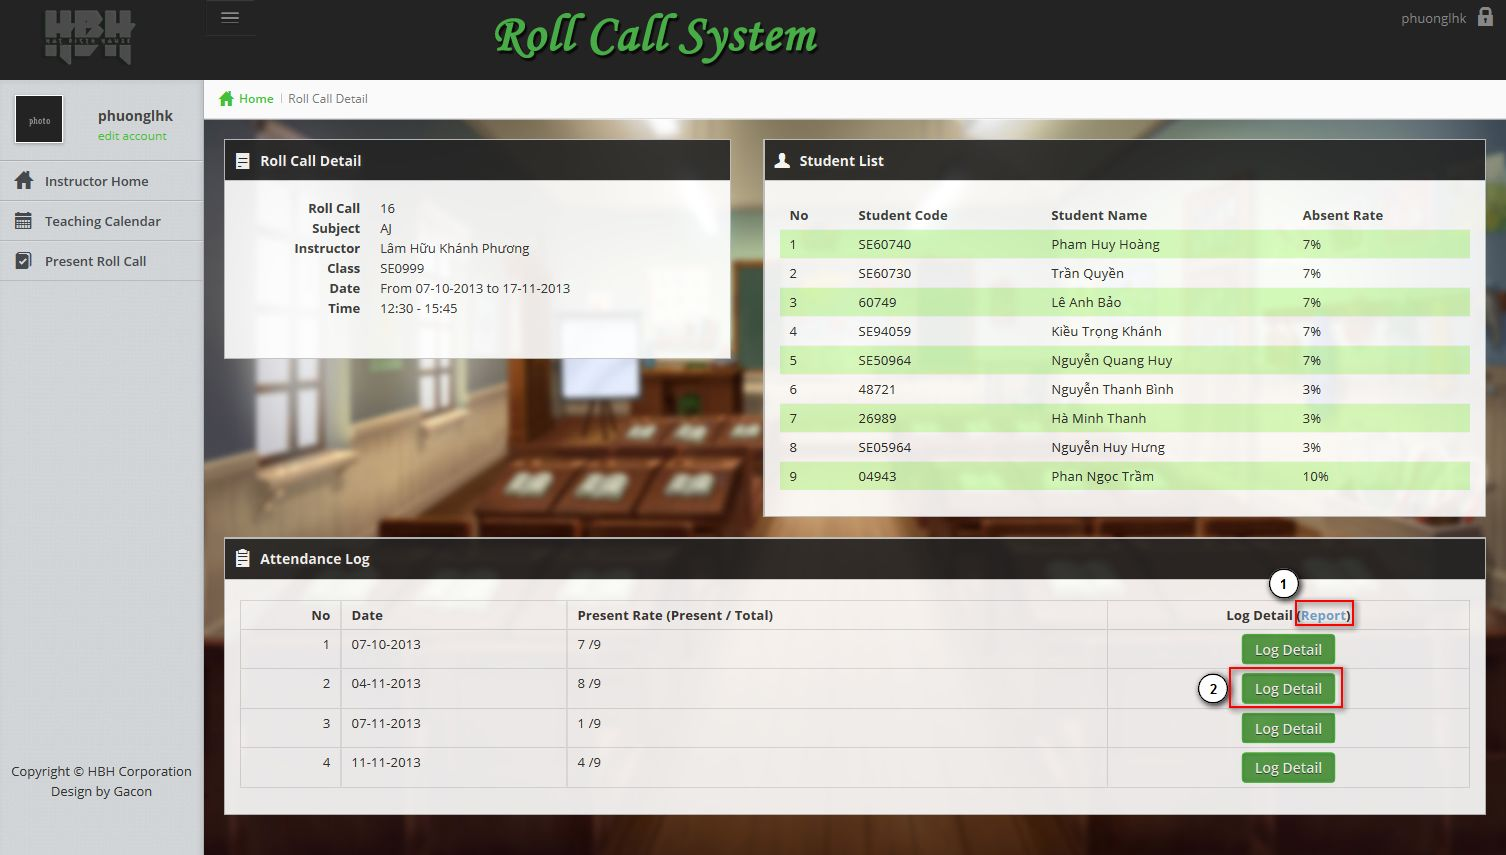 HBH
Roll Call System
phuonglhk
photo
phuonglhk
edit account
Instructor Home
Teaching Calendar
Present Roll Call
Copyright © HBH Corporation
Design by Gacon
Home | Roll Call Detail
Roll Call Detail
Roll Call 16
Subject AJ
Instructor Lâm Hữu Khánh Phương
Class SE0999
Date From 07-10-2013 to 17-11-2013
Time 12:30 - 15:45
Student List
No Student Code Student Name Absent Rate
1 SE60740 Pham Huy Hoàng 7%
2 SE60730 Trần Quyền 7%
3 60749 Lê Anh Bảo 7%
4 SE94059 Kiều Trọng Khánh 7%
5 SE50964 Nguyễn Quang Huy 7%
6 48721 Nguyễn Thanh Bình 3%
7 26989 Hà Minh Thanh 3%
8 SE05964 Nguyễn Huy Hưng 3%
9 04943 Phan Ngọc Trầm 10%
Attendance Log
1
No Date Present Rate (Present / Total) Log Detail (Report)
1 07-10-2013 7 /9 Log Detail
2 04-11-2013 8 /9 2 Log Detail
3 07-11-2013 1 /9 Log Detail
4 11-11-2013 4 /9 Log Detail